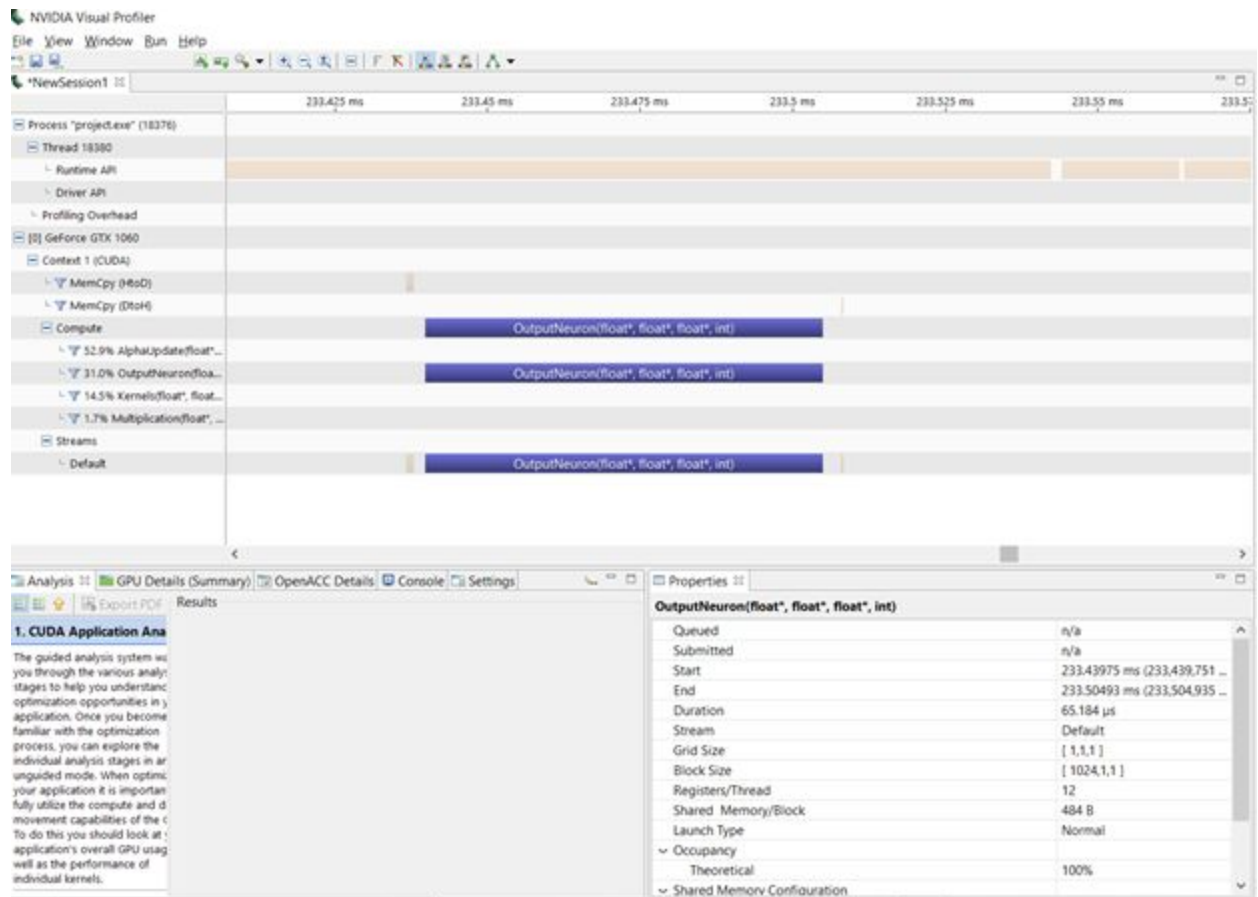 NVIDIA Visual Profiler
File View Window Run Help
*NewSession1
233.425 ms 233.45 ms 233.475 ms 233.5 ms 233.525 ms 233.55 ms 233.5
Process "project.exe" (18376)
Thread 18380
Runtime API
Driver API
Profiling Overhead
[0] GeForce GTX 1060
Context 1 (CUDA)
MemCpy (HtoD)
MemCpy (DtoH)
Compute OutputNeuron(float*, float*, float*, int)
52.9% AlphaUpdate(float*...
31.0% OutputNeuron(floa... OutputNeuron(float*, float*, float*, int)
14.5% Kernels(float*, float...
1.7% Multiplication(float*, ...
Streams
Default OutputNeuron(float*, float*, float*, int)
Analysis GPU Details (Summary) OpenACC Details Console Settings
Export PDF Results
1. CUDA Application Ana
The guided analysis system wa
you through the various analys
stages to help you understand
optimization opportunities in y
application. Once you become
familiar with the optimization
process, you can explore the
individual analysis stages in an
unguided mode. When optimiz
your application it is important
fully utilize the compute and d
movement capabilities of the G
To do this you should look at y
application's overall GPU usag
well as the performance of
individual kernels.
Properties
OutputNeuron(float*, float*, float*, int)
Queued n/a
Submitted n/a
Start 233.43975 ms (233,439,751 ...
End 233.50493 ms (233,504,935 ...
Duration 65.184 µs
Stream Default
Grid Size [ 1,1,1 ]
Block Size [ 1024,1,1 ]
Registers/Thread 12
Shared Memory/Block 484 B
Launch Type Normal
Occupancy
Theoretical 100%
Shared Memory Configuration